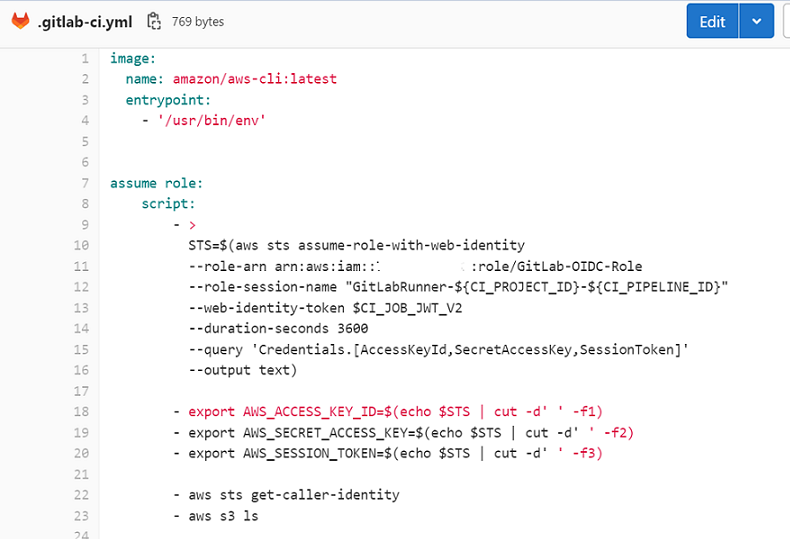 .gitlab-ci.yml 769 bytes Edit
1 image:
2 name: amazon/aws-cli:latest
3 entrypoint:
4 - '/usr/bin/env'
5
6
7 assume role:
8 script:
9 - >
10 STS=$(aws sts assume-role-with-web-identity
11 --role-arn arn:aws:iam:: :role/GitLab-OIDC-Role
12 --role-session-name "GitLabRunner-${CI_PROJECT_ID}-${CI_PIPELINE_ID}"
13 --web-identity-token $CI_JOB_JWT_V2
14 --duration-seconds 3600
15 --query 'Credentials.[AccessKeyId,SecretAccessKey,SessionToken]'
16 --output text)
17
18 - export AWS_ACCESS_KEY_ID=$(echo $STS | cut -d' ' -f1)
19 - export AWS_SECRET_ACCESS_KEY=$(echo $STS | cut -d' ' -f2)
20 - export AWS_SESSION_TOKEN=$(echo $STS | cut -d' ' -f3)
21
22 - aws sts get-caller-identity
23 - aws s3 ls
24